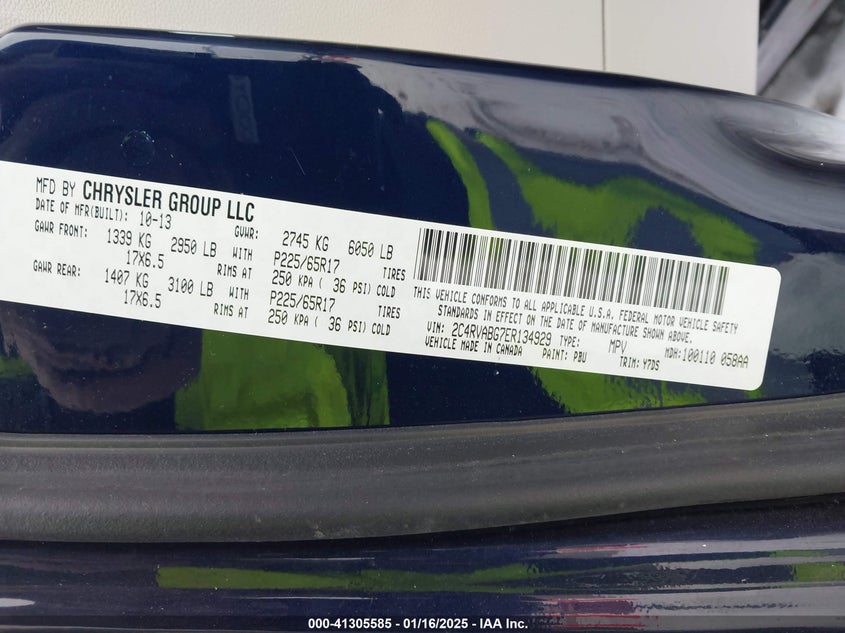 MFD BY CHRYSLER GROUP LLC
DATE OF MFR(BUILT): 10-13 GVWR: 2745 KG 6050 LB
GAWR FRONT: 1339 KG 2950 LB WITH P225/65R17 TIRES
17X6.5 RIMS AT 250 KPA ( 36 PSI) COLD
GAWR REAR: 1407 KG 3100 LB WITH P225/65R17 TIRES
17X6.5 RIMS AT 250 KPA ( 36 PSI) COLD
THIS VEHICLE CONFORMS TO ALL APPLICABLE U.S.A. FEDERAL MOTOR VEHICLE SAFETY
STANDARDS IN EFFECT ON THE DATE OF MANUFACTURE SHOWN ABOVE.
VIN: 2C4RVABG7ER134929 TYPE: MPV MDH: 100110 058AA
VEHICLE MADE IN CANADA PAINT: PBU TRIM: Y7DS
000-41305585 - 01/16/2025 - IAA Inc.